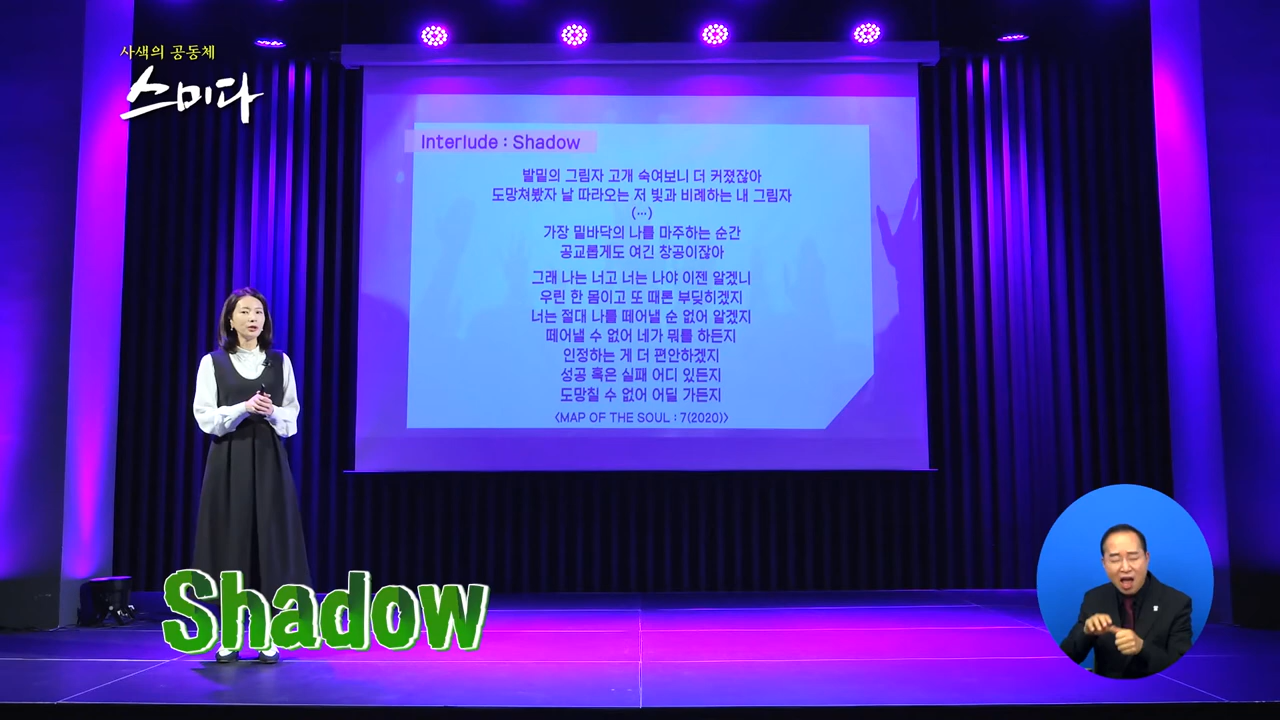 사색의 공동체
스미다
Interlude : Shadow
발밑의 그림자 고개 숙여보니 더 커졌잖아
도망쳐봤자 날 따라오는 저 빛과 비례하는 내 그림자
(…)
가장 밑바닥의 나를 마주하는 순간
공교롭게도 여긴 창공이잖아
그래 나는 너고 너는 나야 이젠 알겠니
우린 한 몸이고 또 때론 부딪히겠지
너는 절대 나를 떼어낼 순 없어 알겠지
떼어낼 수 없어 네가 뭐를 하든지
인정하는 게 더 편안하겠지
성공 혹은 실패 어디 있든지
도망칠 수 없어 어딜 가든지
〈MAP OF THE SOUL : 7(2020)〉
Shadow